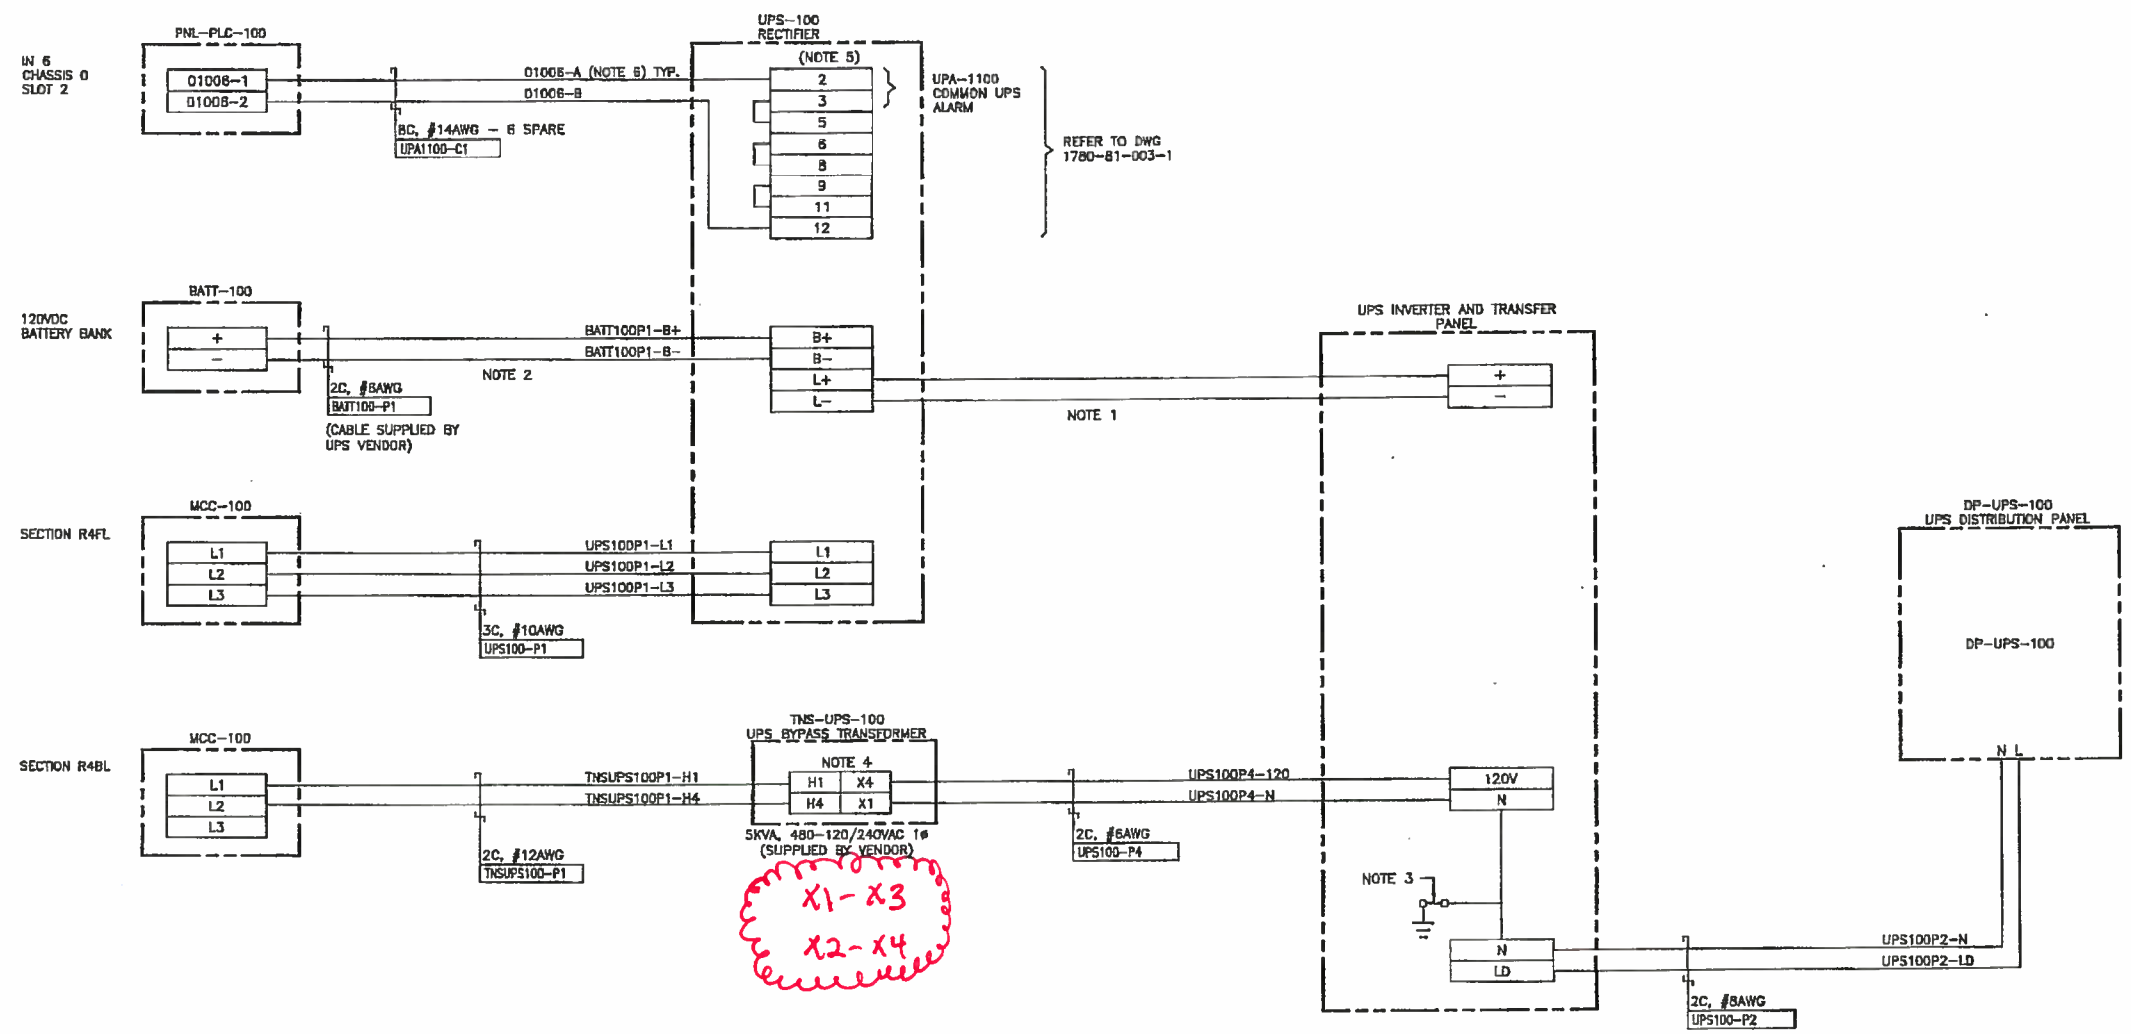 PNL-PLC-100
IN 6
CHASSIS 0
SLOT 2
01006-1
01006-2
01006-A (NOTE 6) TYP.
01006-B
8C, #14AWG - 6 SPARE
UPA1100-C1
UPS-100
RECTIFIER
(NOTE 5)
2
3
5
6
8
9
11
12
UPA-1100
COMMON UPS
ALARM
REFER TO DWG
1780-81-003-1
BATT-100
120VDC
BATTERY BANK
+
-
BATT100P1-B+
BATT100P1-B-
NOTE 2
2C, #6AWG
BATT100-P1
(CABLE SUPPLIED BY
UPS VENDOR)
B+
B-
L+
L-
NOTE 1
UPS INVERTER AND TRANSFER
PANEL
+
-
MCC-100
SECTION R4FL
L1
L2
L3
UPS100P1-L1
UPS100P1-L2
UPS100P1-L3
3C, #10AWG
UPS100-P1
L1
L2
L3
DP-UPS-100
UPS DISTRIBUTION PANEL
DP-UPS-100
N L
MCC-100
SECTION R4BL
L1
L2
L3
TNSUPS100P1-H1
TNSUPS100P1-H4
2C, #12AWG
TNSUPS100-P1
TNS-UPS-100
UPS BYPASS TRANSFORMER
NOTE 4
H1 X4
H4 X1
5KVA, 480-120/240VAC 1ø
(SUPPLIED BY VENDOR)
X1-X3
X2-X4
UPS100P4-120
UPS100P4-N
2C, #6AWG
UPS100-P4
120V
N
NOTE 3
N
LD
UPS100P2-N
UPS100P2-LD
2C, #8AWG
UPS100-P2